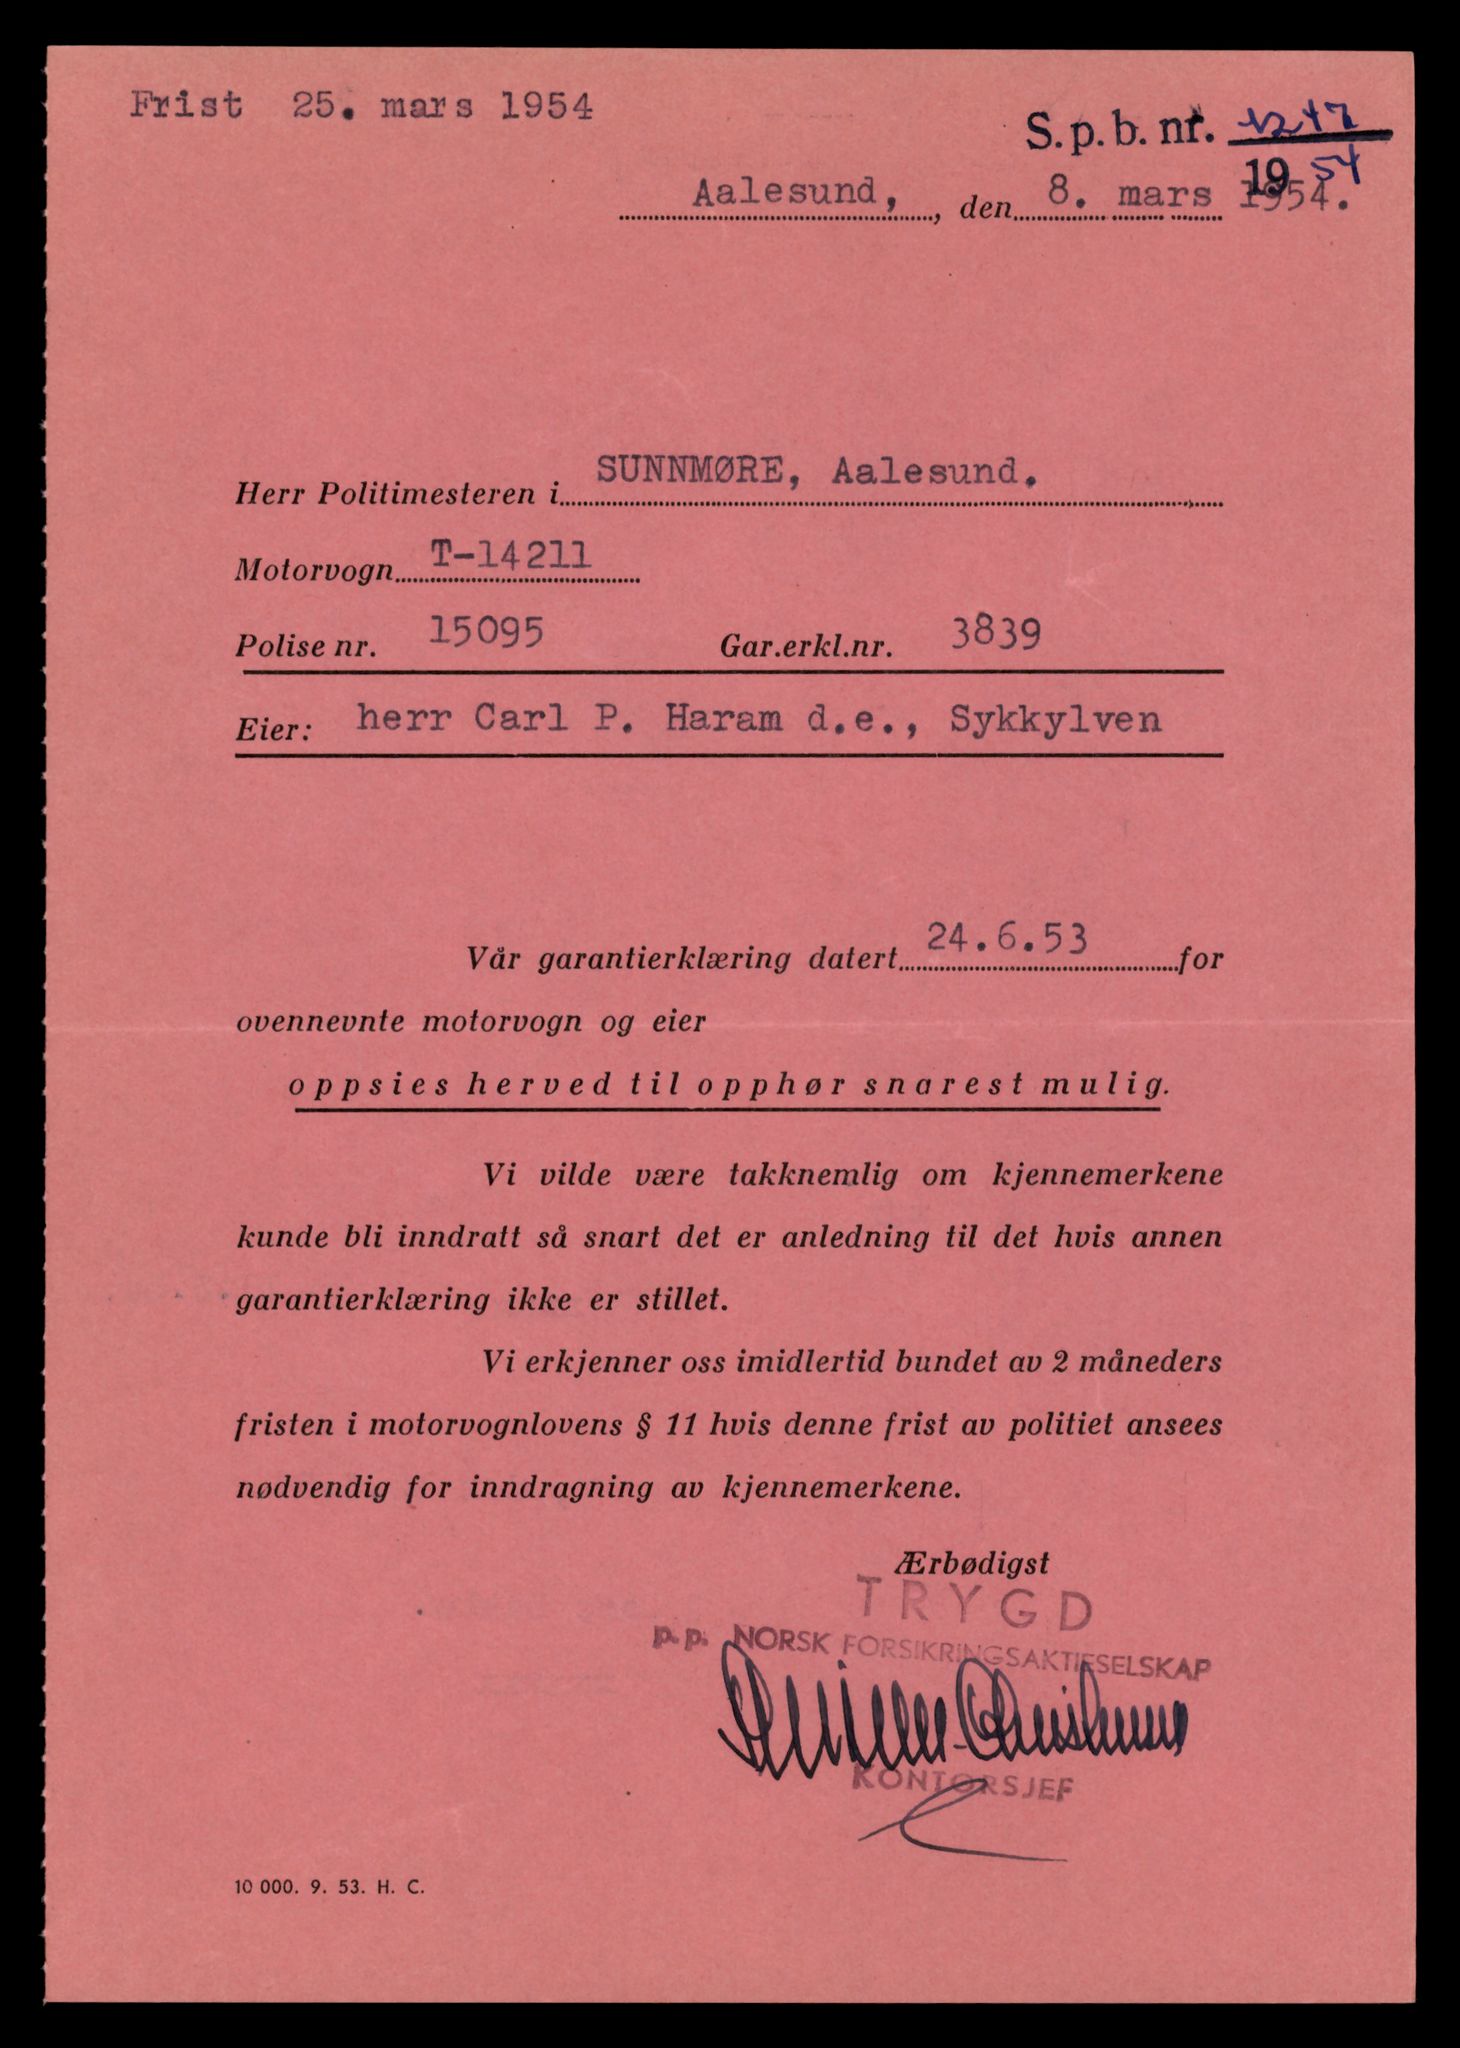 Frist 25. mars 1954
S.p.b. nr. 1247
19 54
Aalesund, , den 8. mars 1954.
Herr Politimesteren i SUNNMØRE, Aalesund.
Motorvogn T-14211
Polise nr. 15095 Gar.erkl.nr. 3839
Eier: herr Carl P. Haram d.e., Sykkylven
Vår garantierklæring datert 24.6.53 for
ovennevnte motorvogn og eier
oppsies herved til opphør snarest mulig.
Vi vilde være takknemlig om kjennemerkene
kunde bli inndratt så snart det er anledning til det hvis annen
garantierklæring ikke er stillet.
Vi erkjenner oss imidlertid bundet av 2 måneders
fristen i motorvognlovens § 11 hvis denne frist av politiet ansees
nødvendig for inndragning av kjennemerkene.
Ærbødigst
TRYGD
p.p. NORSK FORSIKRINGSAKTIESELSKAP
KONTORSJEF
10 000. 9. 53. H. C.